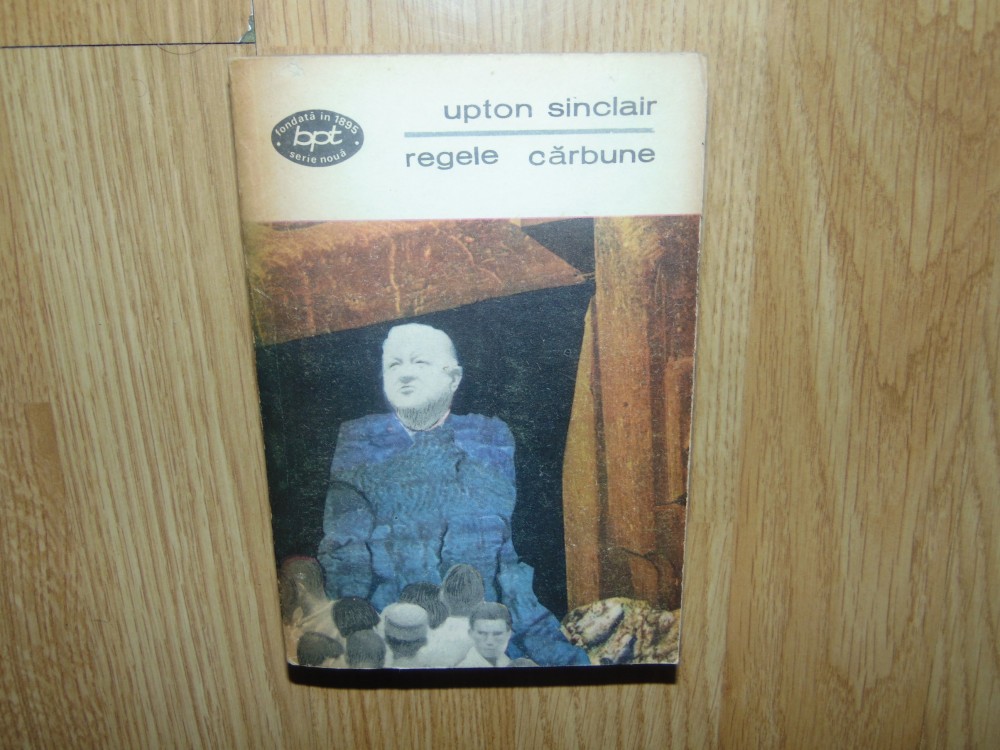 fondată în 1895
bpt
serie nouă
upton sinclair
regele cărbune